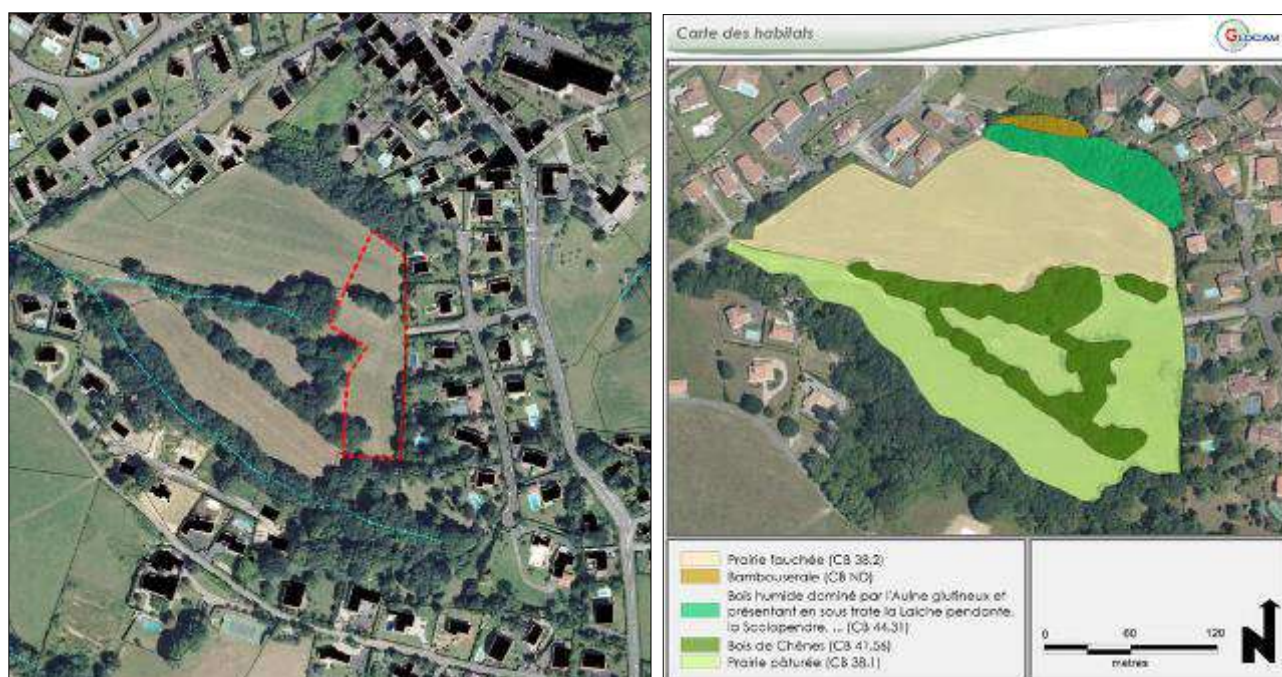 Carte des habitats
GLOCAM
Prairie fauchée (CB 38.2)
Bambouseraie (CB ND)
Bois humide dominé par l'Aulne glutineux et
présentant en sous strate la Laîche pendante,
la Scolopendre, ... (CB 44.31)
Bois de Chênes (CB 41.56)
Prairie pâturée (CB 38.1)
0 60 120
mètres
N